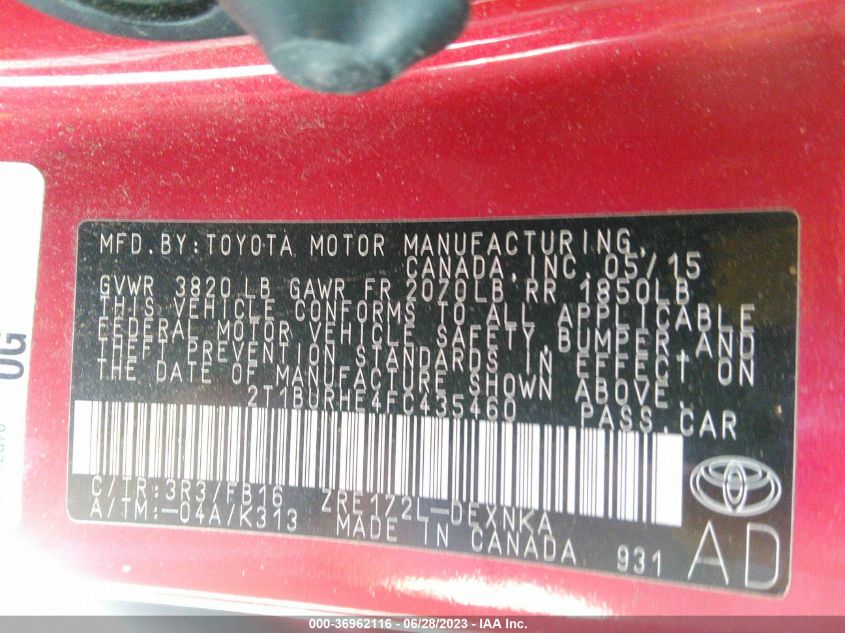 MFD.BY:TOYOTA MOTOR MANUFACTURING,
CANADA,INC.05/15
GVWR 3820 LB GAWR FR 2070LB RR 1850LB
THIS VEHICLE CONFORMS TO ALL APPLICABLE
FEDERAL MOTOR VEHICLE SAFETY,BUMPER,AND
THEFT PREVENTION STANDARDS IN EFFECT ON
THE DATE OF MANUFACTURE SHOWN ABOVE.
2T1BURHE4FC435460 PASS.CAR
C/TR:3R3/FB16 ZRE172L-DEXNKA
A/TM:-04A/K313 MADE IN CANADA 931
AD
OG
000-36962116 - 06/28/2023 - IAA Inc.